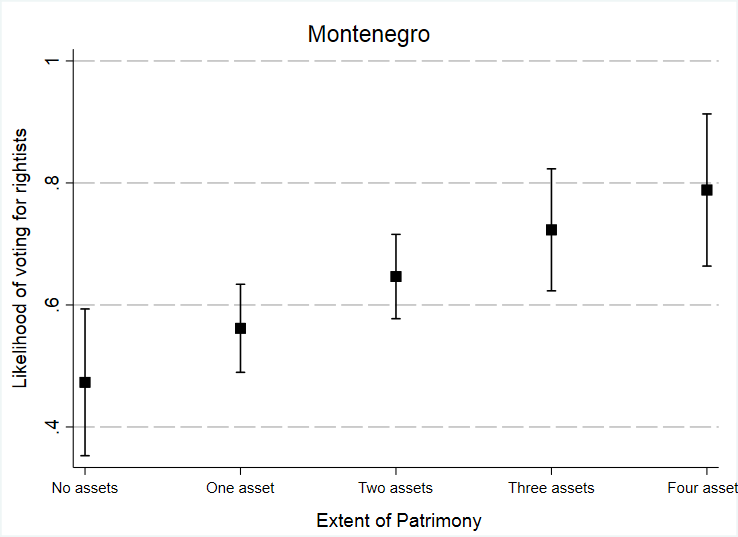 Montenegro
Likelihood of voting for rightists
1
.8
.6
.4
No assets
One asset
Two assets
Three assets
Four asset
Extent of Patrimony